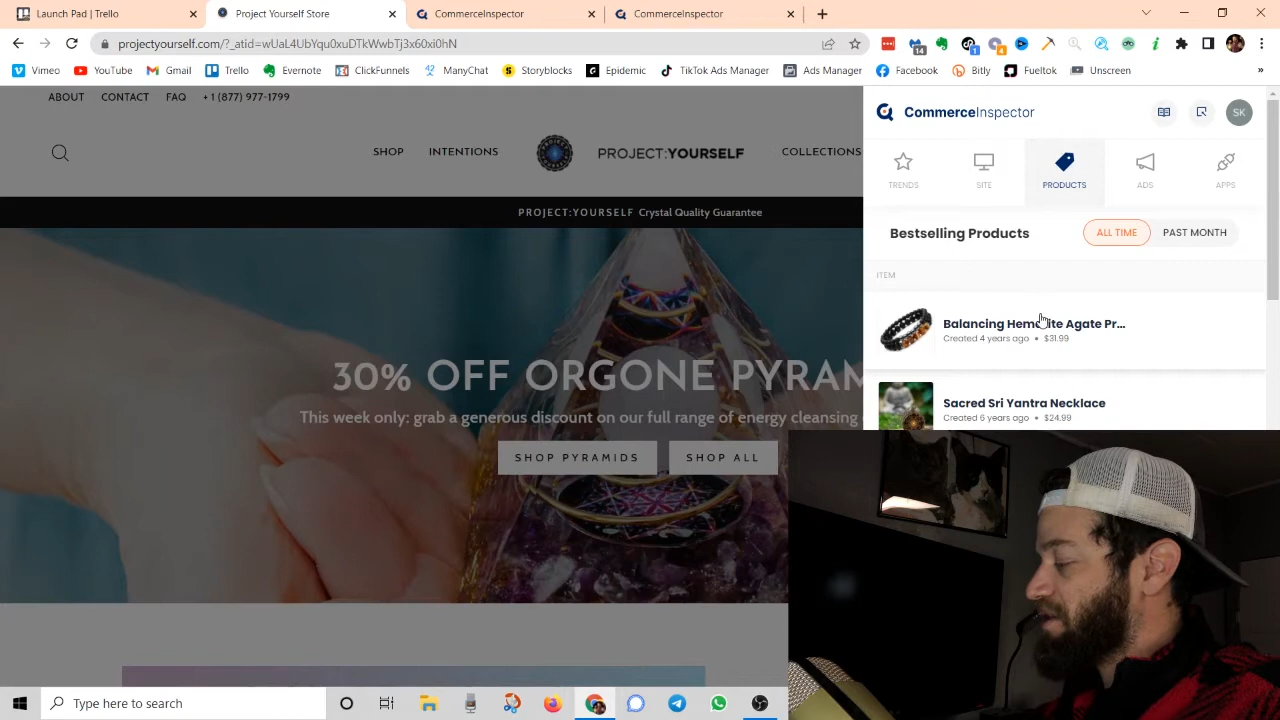 Launch Pad | Trello
Project Yourself Store
CommerceInspector
CommerceInspector
projectyourself.com/?_atid=wUaL4UbYqu0xuDTkWwbTj3x60xi0hN
14
1
4
Vimeo
YouTube
Gmail
Trello
Evernote
ClickFunnels
42
ManyChat
Storyblocks
Epidemic
TikTok Ads Manager
Ads Manager
Facebook
Bitly
Fueltok
Unscreen
»
ABOUT
CONTACT
FAQ
+ 1 (877) 977-1799
SHOP
INTENTIONS
PROJECT:YOURSELF
COLLECTIONS
PROJECT:YOURSELF Crystal Quality Guarantee
30% OFF ORGONE PYRAM
This week only: grab a generous discount on our full range of energy cleansing
SHOP PYRAMIDS
SHOP ALL
CommerceInspector
SK
TRENDS
SITE
PRODUCTS
ADS
APPS
Bestselling Products
ALL TIME
PAST MONTH
ITEM
Balancing Hematite Agate Pr...
Created 4 years ago • $31.99
Sacred Sri Yantra Necklace
Created 6 years ago • $24.99
Type here to search